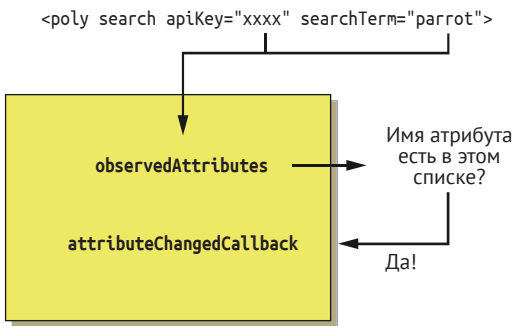 <poly search apiKey="xxxx" searchTerm="parrot">
observedAttributes
Имя атрибута
есть в этом
списке?
attributeChangedCallback
Да!